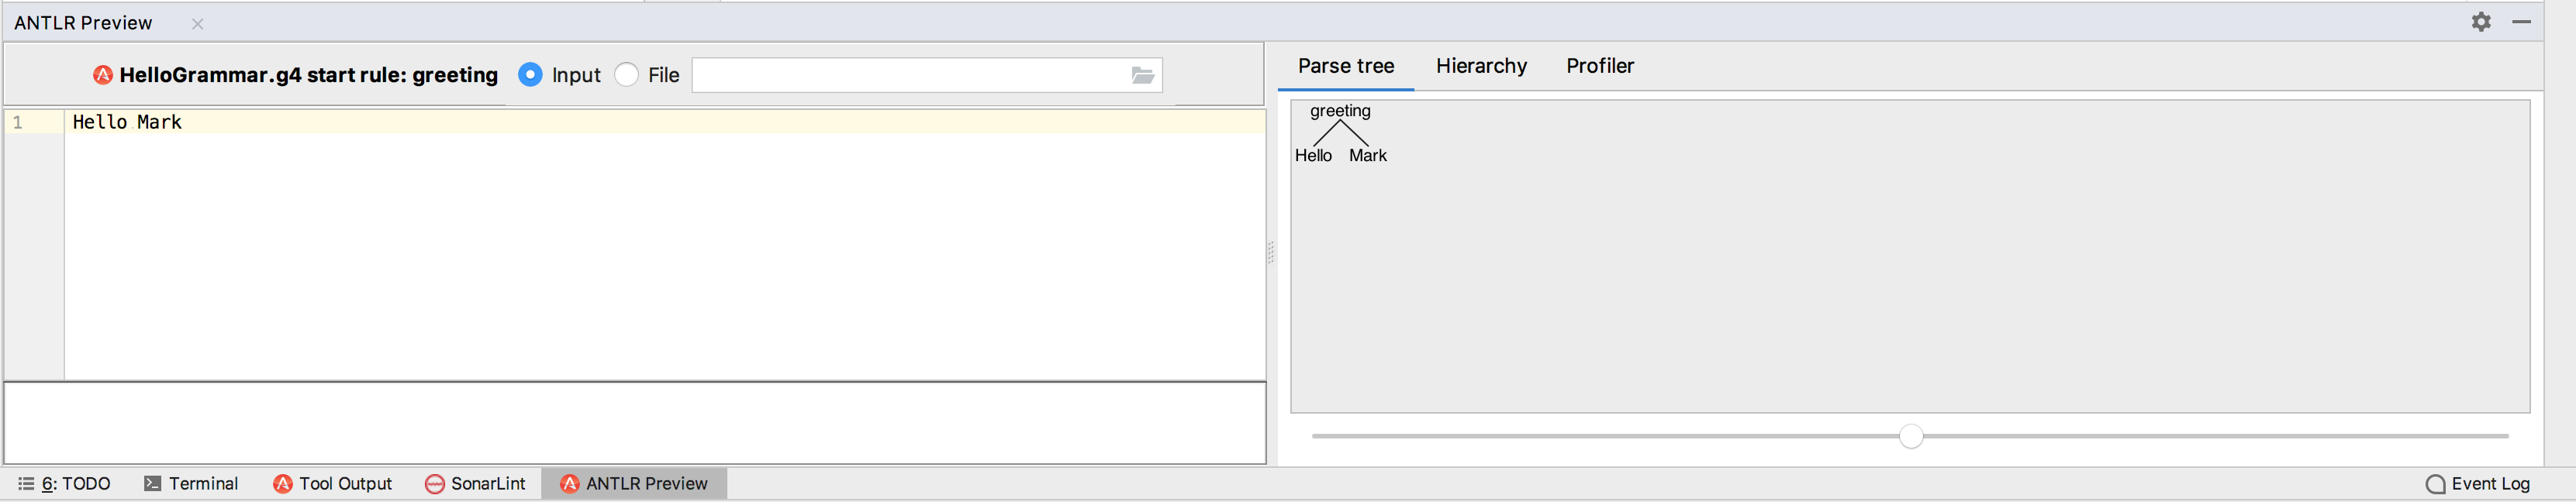 ANTLR Preview
HelloGrammar.g4 start rule: greeting Input File
1 Hello Mark
Parse tree Hierarchy Profiler
greeting
Hello Mark
6: TODO Terminal Tool Output SonarLint ANTLR Preview Event Log